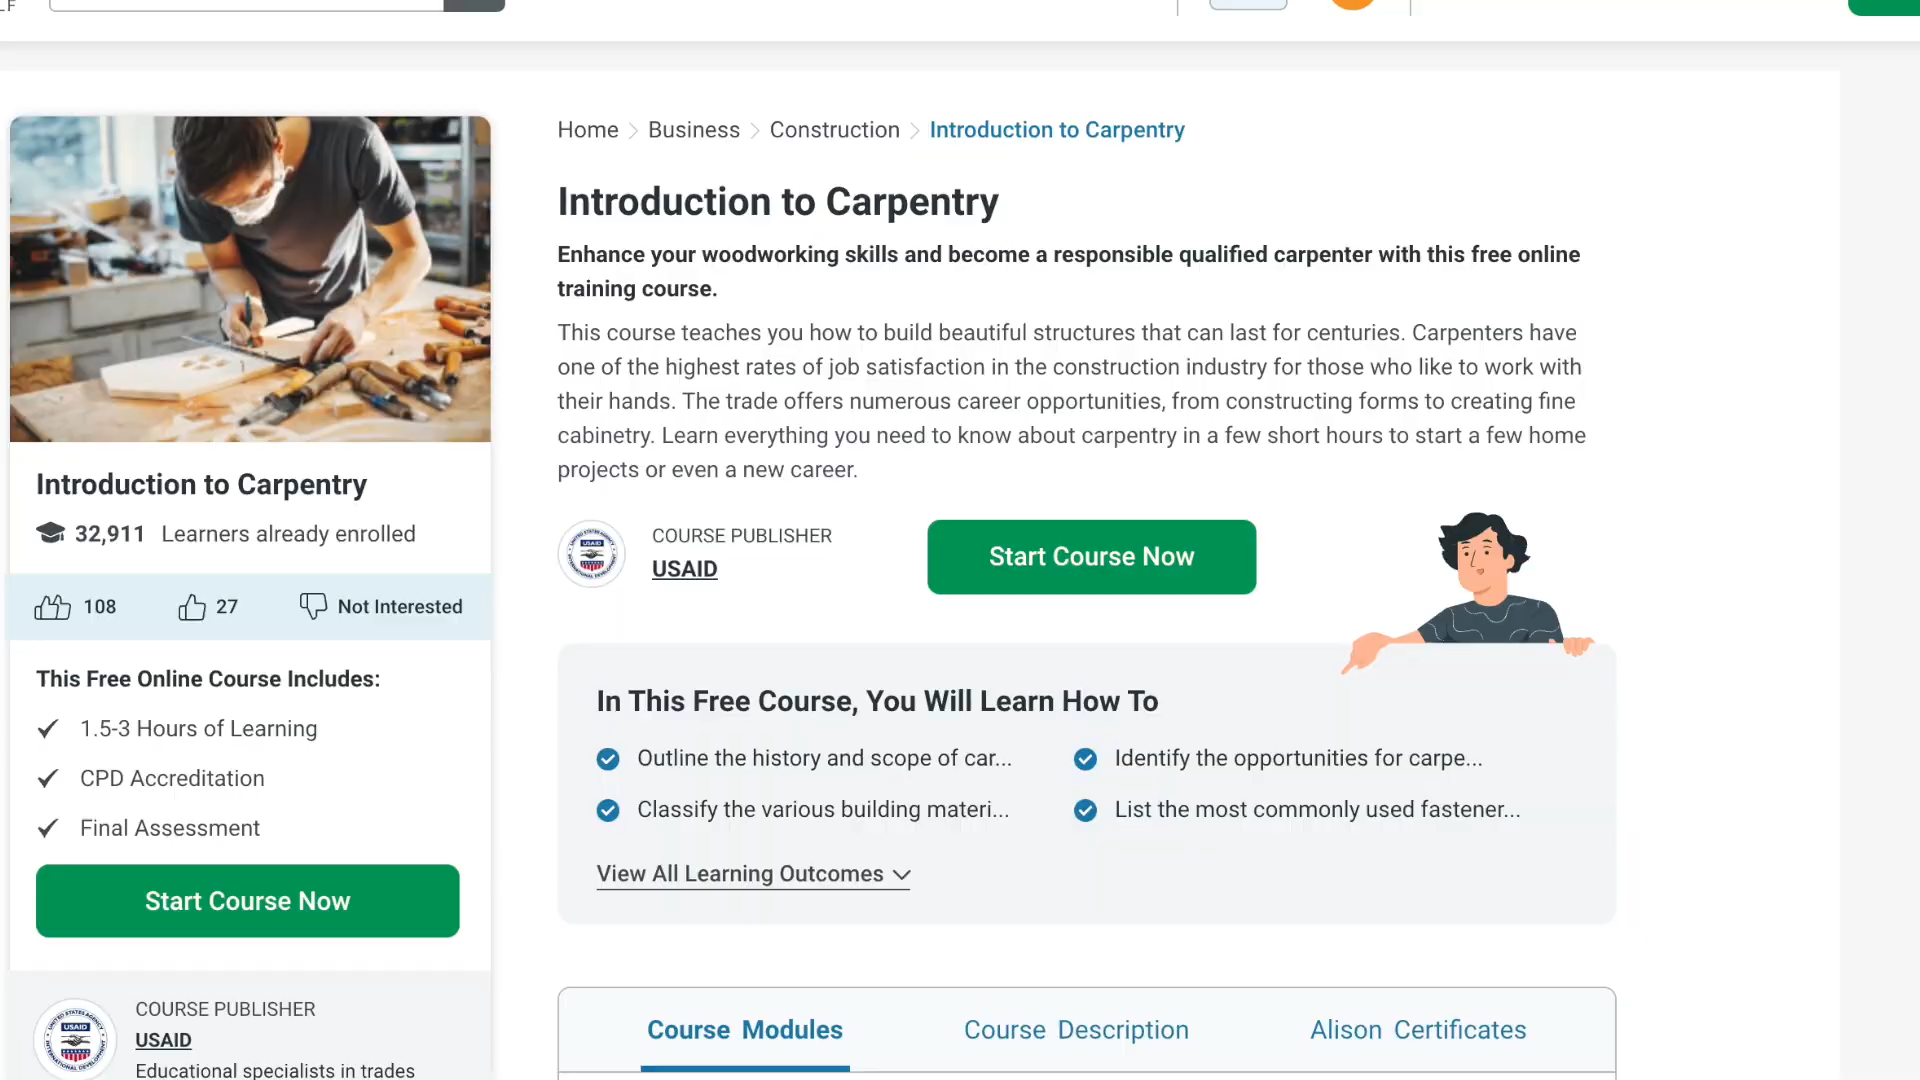 Home > Business > Construction > Introduction to Carpentry
Introduction to Carpentry
Enhance your woodworking skills and become a responsible qualified carpenter with this free online
training course.
This course teaches you how to build beautiful structures that can last for centuries. Carpenters have
one of the highest rates of job satisfaction in the construction industry for those who like to work with
their hands. The trade offers numerous career opportunities, from constructing forms to creating fine
cabinetry. Learn everything you need to know about carpentry in a few short hours to start a few home
projects or even a new career.
COURSE PUBLISHER
USAID
Start Course Now
In This Free Course, You Will Learn How To
Outline the history and scope of car...
Identify the opportunities for carpe...
Classify the various building materi...
List the most commonly used fastener...
View All Learning Outcomes
Course Modules
Course Description
Alison Certificates
Introduction to Carpentry
32,911 Learners already enrolled
108
27
Not Interested
This Free Online Course Includes:
1.5-3 Hours of Learning
CPD Accreditation
Final Assessment
Start Course Now
UNITED STATES AGENCY
USAID
INTERNATIONAL DEVELOPMENT
COURSE PUBLISHER
USAID
Educational specialists in trades